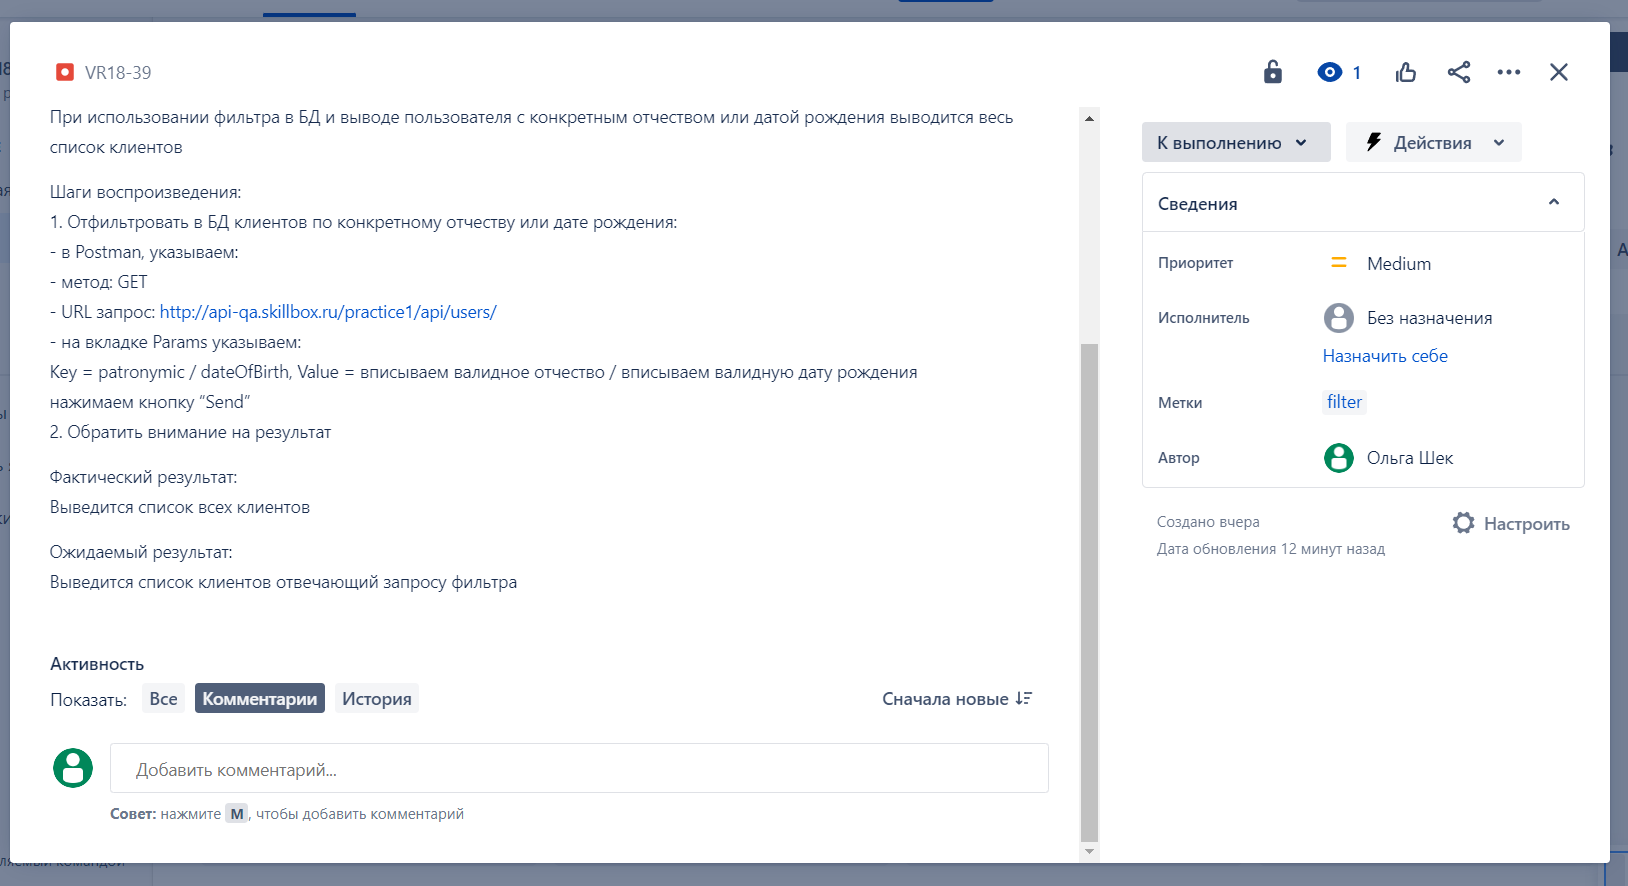 VR18-39
1
При использовании фильтра в БД и выводе пользователя с конкретным отчеством или датой рождения выводится весь
список клиентов
Шаги воспроизведения:
1. Отфильтровать в БД клиентов по конкретному отчеству или дате рождения:
- в Postman, указываем:
- метод: GET
- URL запрос: http://api-qa.skillbox.ru/practice1/api/users/
- на вкладке Params указываем:
Key = patronymic / dateOfBirth, Value = вписываем валидное отчество / вписываем валидную дату рождения
нажимаем кнопку “Send”
2. Обратить внимание на результат
Фактический результат:
Выведится список всех клиентов
Ожидаемый результат:
Выведится список клиентов отвечающий запросу фильтра
Активность
Показать: Все Комментарии История Сначала новые
Добавить комментарий...
Совет: нажмите M, чтобы добавить комментарий
К выполнению
Действия
Сведения
Приоритет Medium
Исполнитель Без назначения
Назначить себе
Метки filter
Автор Ольга Шек
Создано вчера
Настроить
Дата обновления 12 минут назад